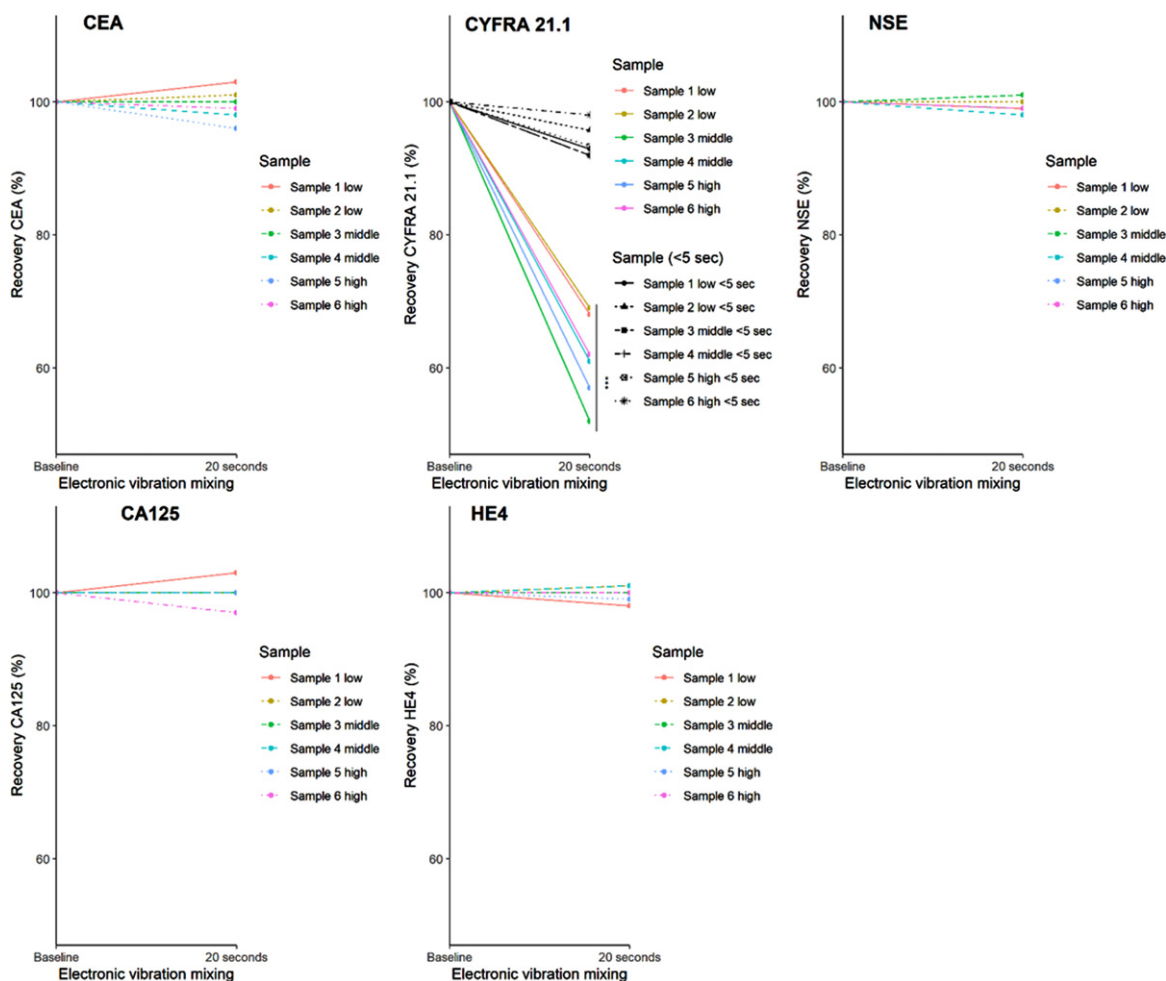 CEA
Recovery CEA (%)
100
80
60
Sample
Sample 1 low
Sample 2 low
Sample 3 middle
Sample 4 middle
Sample 5 high
Sample 6 high
Baseline
20 seconds
Electronic vibration mixing
CYFRA 21.1
Recovery CYFRA 21.1 (%)
100
80
60
Sample
Sample 1 low
Sample 2 low
Sample 3 middle
Sample 4 middle
Sample 5 high
Sample 6 high
Sample (<5 sec)
Sample 1 low <5 sec
Sample 2 low <5 sec
Sample 3 middle <5 sec
Sample 4 middle <5 sec
Sample 5 high <5 sec
Sample 6 high <5 sec
***
Baseline
20 seconds
Electronic vibration mixing
NSE
Recovery NSE (%)
100
80
60
Sample
Sample 1 low
Sample 2 low
Sample 3 middle
Sample 4 middle
Sample 5 high
Sample 6 high
Baseline
20 seconds
Electronic vibration mixing
CA125
Recovery CA125 (%)
100
80
60
Sample
Sample 1 low
Sample 2 low
Sample 3 middle
Sample 4 middle
Sample 5 high
Sample 6 high
Baseline
20 seconds
Electronic vibration mixing
HE4
Recovery HE4 (%)
100
80
60
Sample
Sample 1 low
Sample 2 low
Sample 3 middle
Sample 4 middle
Sample 5 high
Sample 6 high
Baseline
20 seconds
Electronic vibration mixing